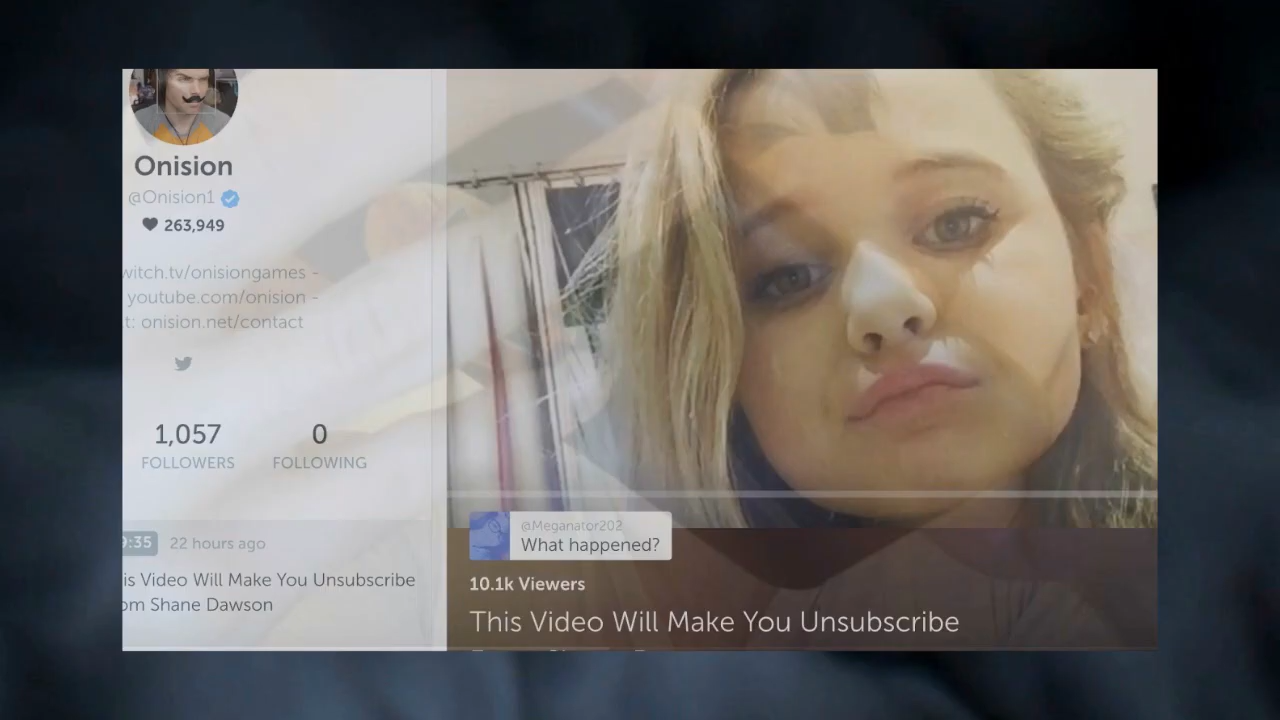 Onision
@Onision1
263,949
witch.tv/onisiongames -
youtube.com/onision -
t: onision.net/contact
1,057
FOLLOWERS
0
FOLLOWING
9:35
22 hours ago
is Video Will Make You Unsubscribe
om Shane Dawson
@Meganator202
What happened?
10.1k Viewers
This Video Will Make You Unsubscribe